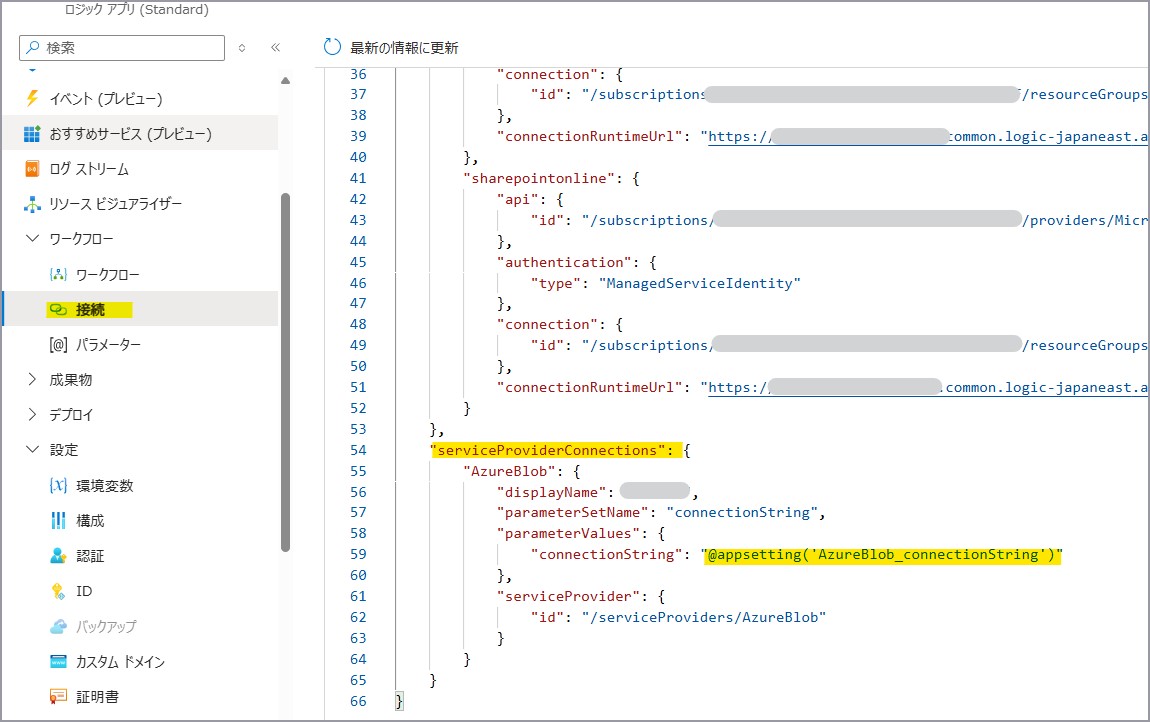 ロジック アプリ (Standard)
検索
«
最新の情報に更新
イベント (プレビュー)
おすすめサービス (プレビュー)
ログ ストリーム
リソース ビジュアライザー
ワークフロー
ワークフロー
接続
[@] パラメーター
成果物
デプロイ
設定
{x} 環境変数
構成
認証
ID
バックアップ
カスタム ドメイン
証明書
36 "connection": {
37 "id": "/subscriptions /resourceGroups
38 },
39 "connectionRuntimeUrl": "https:/ common.logic-japaneast.a
40 },
41 "sharepointonline": {
42 "api": {
43 "id": "/subscriptions/ /providers/Micr
44 },
45 "authentication": {
46 "type": "ManagedServiceIdentity"
47 },
48 "connection": {
49 "id": "/subscriptions/ /resourceGroups
50 },
51 "connectionRuntimeUrl": "https:/ .common.logic-japaneast.a
52 }
53 },
54 "serviceProviderConnections": {
55 "AzureBlob": {
56 "displayName": ,
57 "parameterSetName": "connectionString",
58 "parameterValues": {
59 "connectionString": "@appsetting('AzureBlob_connectionString')"
60 },
61 "serviceProvider": {
62 "id": "/serviceProviders/AzureBlob"
63 }
64 }
65 }
66 }